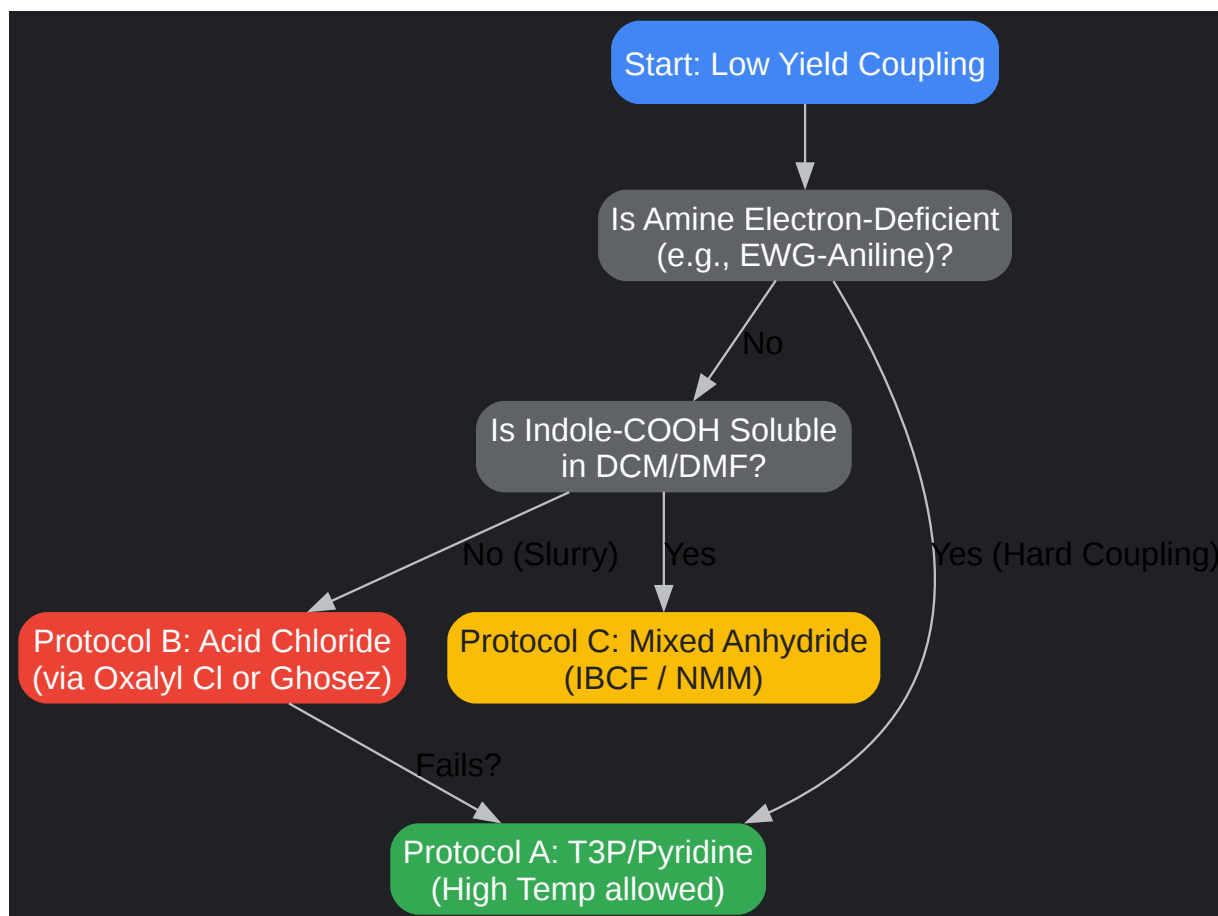 Start: Low Yield Coupling
Is Amine Electron-Deficient
(e.g., EWG-Aniline)?
No
Is Indole-COOH Soluble
in DCM/DMF?
No (Slurry)
Yes
Yes (Hard Coupling)
Protocol B: Acid Chloride
(via Oxalyl Cl or Ghosez)
Protocol C: Mixed Anhydride
(IBCF / NMM)
Fails?
Protocol A: T3P/Pyridine
(High Temp allowed)